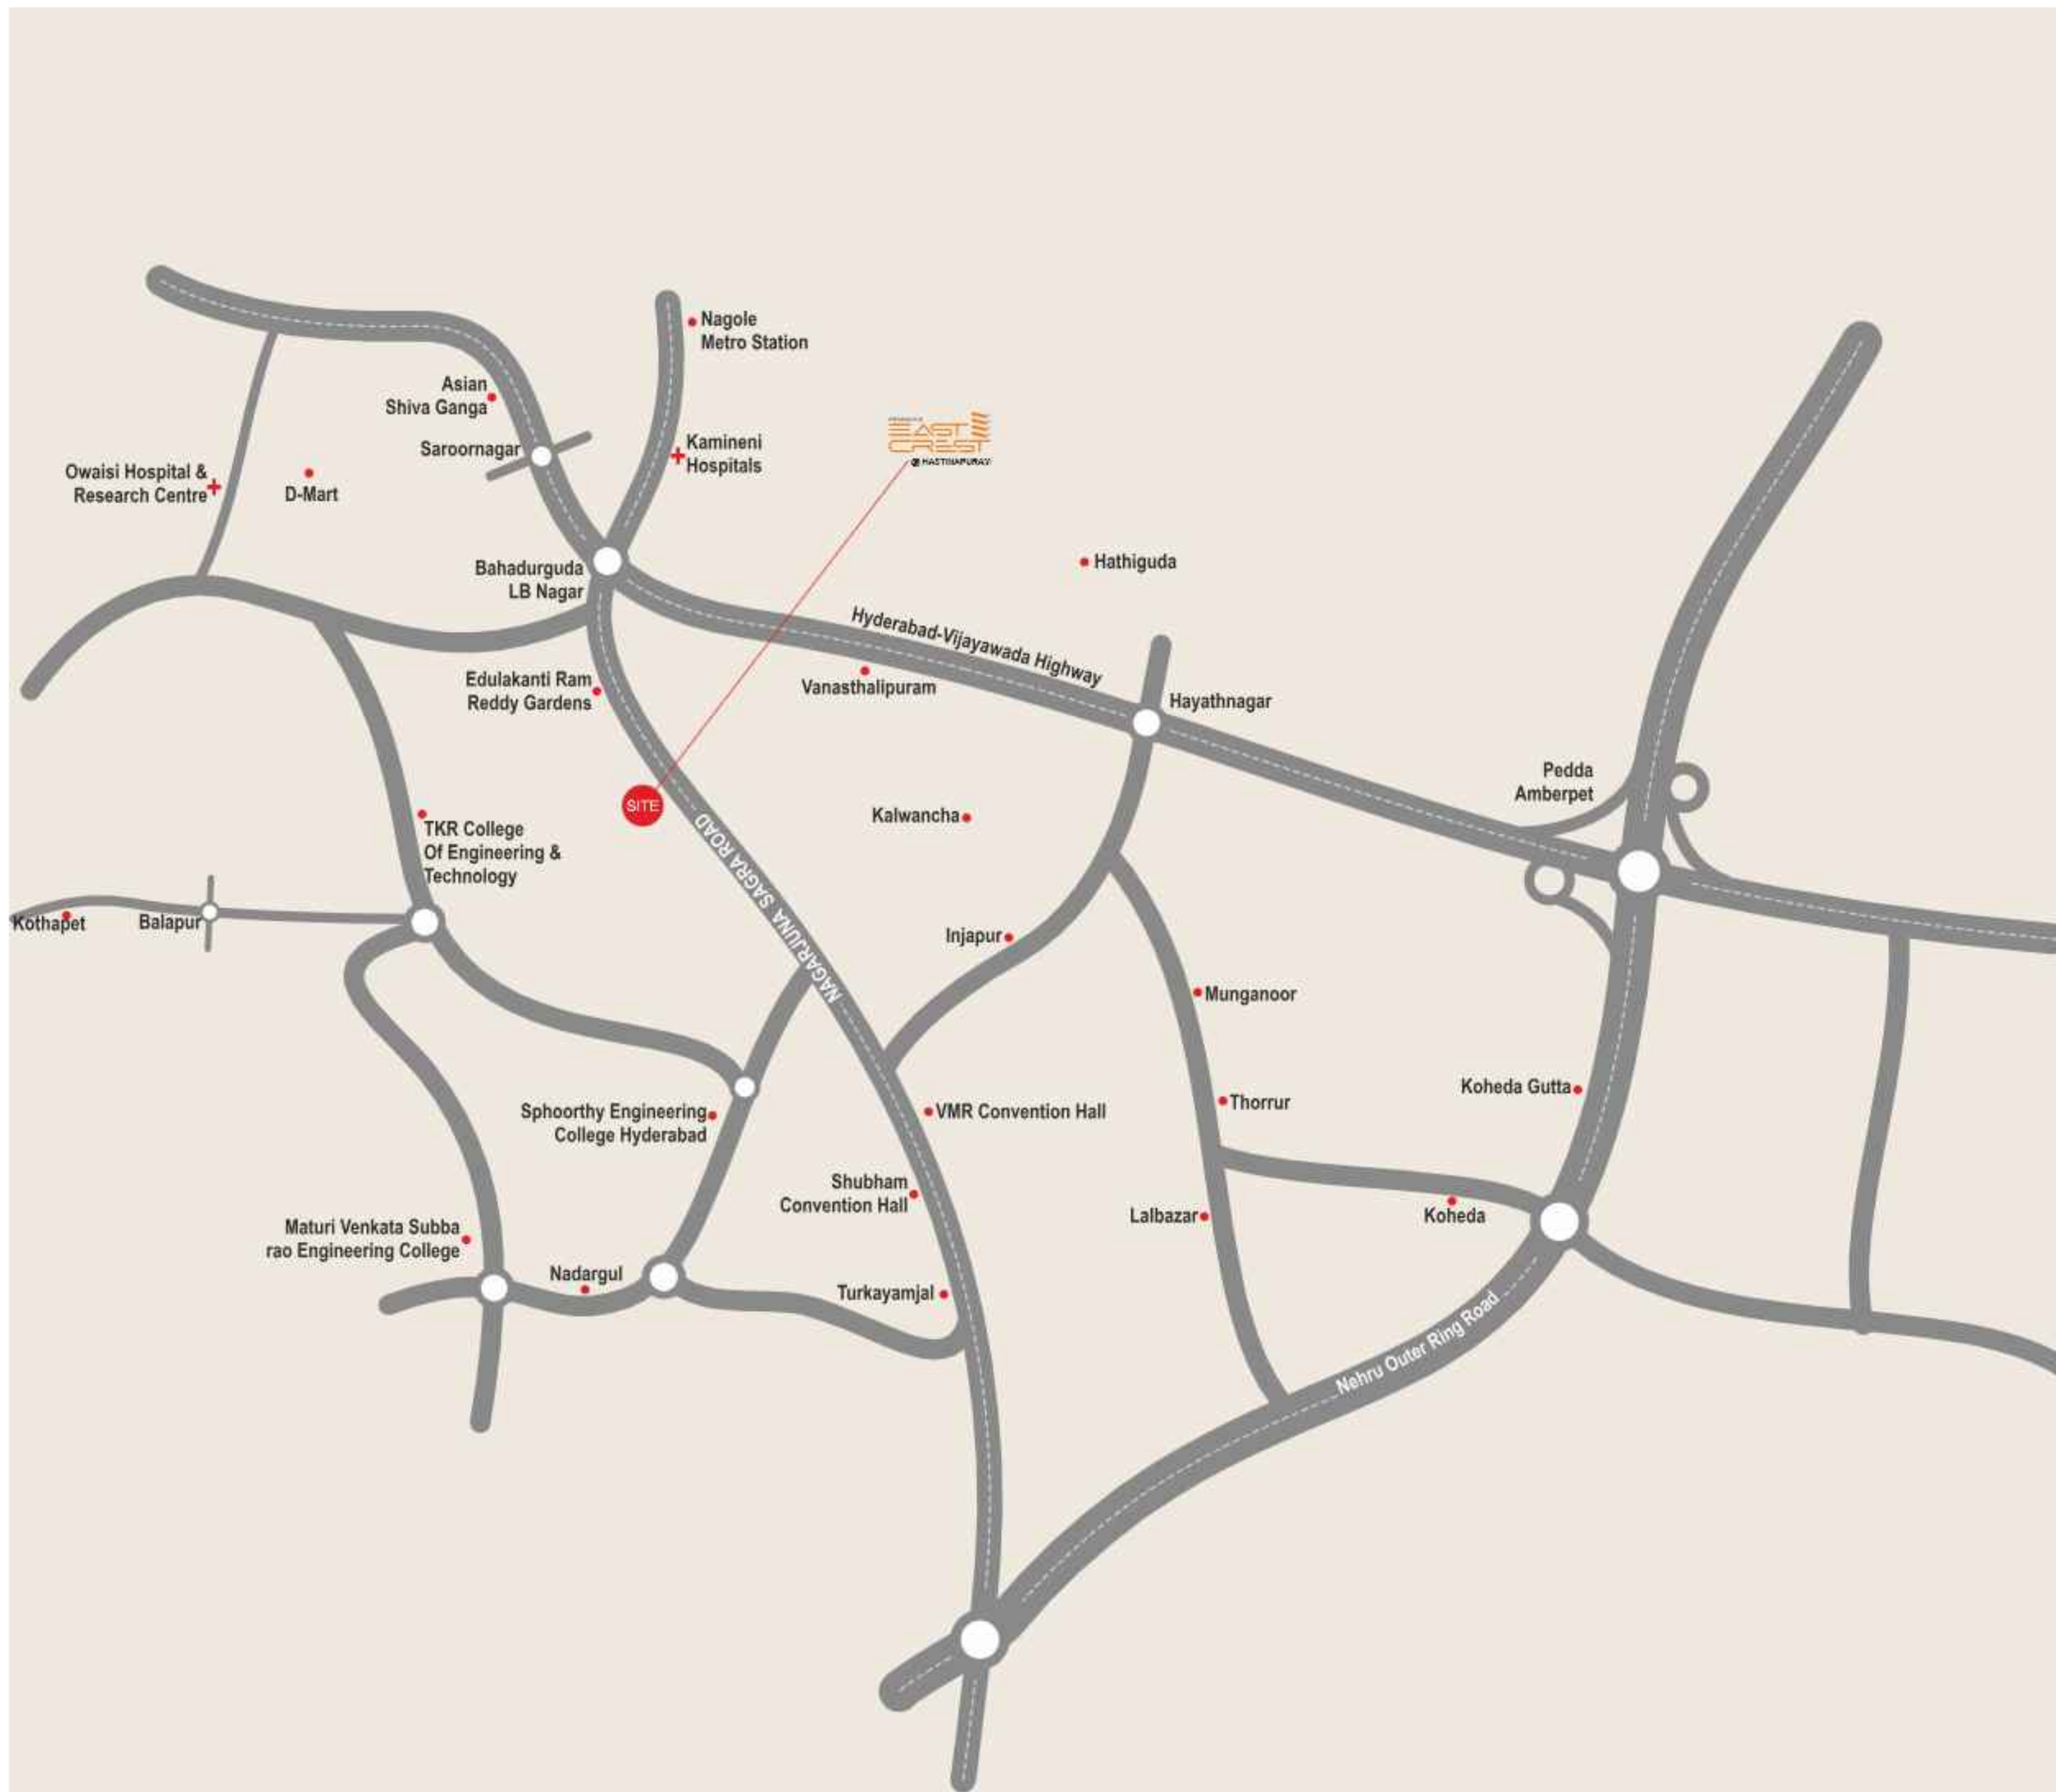 Nagole
Metro Station
Asian
Shiva Ganga
EAST
CREST
@ HASTINAPURAM
Saroornagar
Kamineni
Hospitals
Owaisi Hospital &
Research Centre
D-Mart
Bahadurguda
LB Nagar
Hathiguda
Hyderabad-Vijayawada Highway
Edulakanti Ram
Reddy Gardens
Vanasthalipuram
Hayathnagar
Pedda
Amberpet
SITE
Kalwancha
TKR College
Of Engineering &
Technology
NAGARJUNA SAGRA ROAD
Kothapet
Balapur
Injapur
Munganoor
Koheda Gutta
Thorrur
Sphoorthy Engineering
College Hyderabad
VMR Convention Hall
Shubham
Convention Hall
Lalbazar
Koheda
Maturi Venkata Subba
rao Engineering College
Nadargul
Turkayamjal
Nehru Outer Ring Road